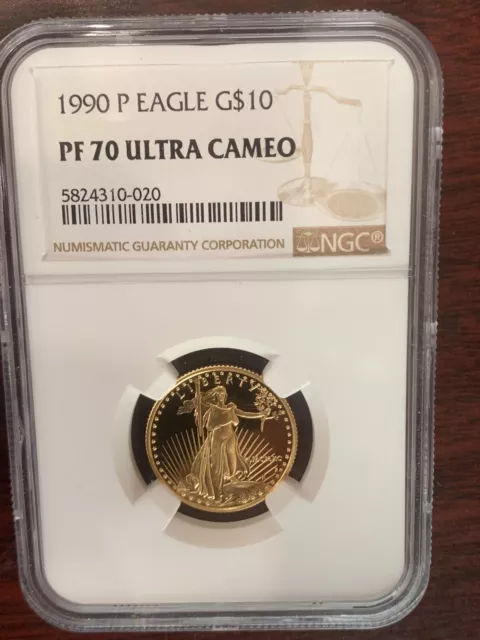 1990 P EAGLE G$10
PF 70 ULTRA CAMEO
5824310-020
NUMISMATIC GUARANTY CORPORATION
NGC®
LIBERTY